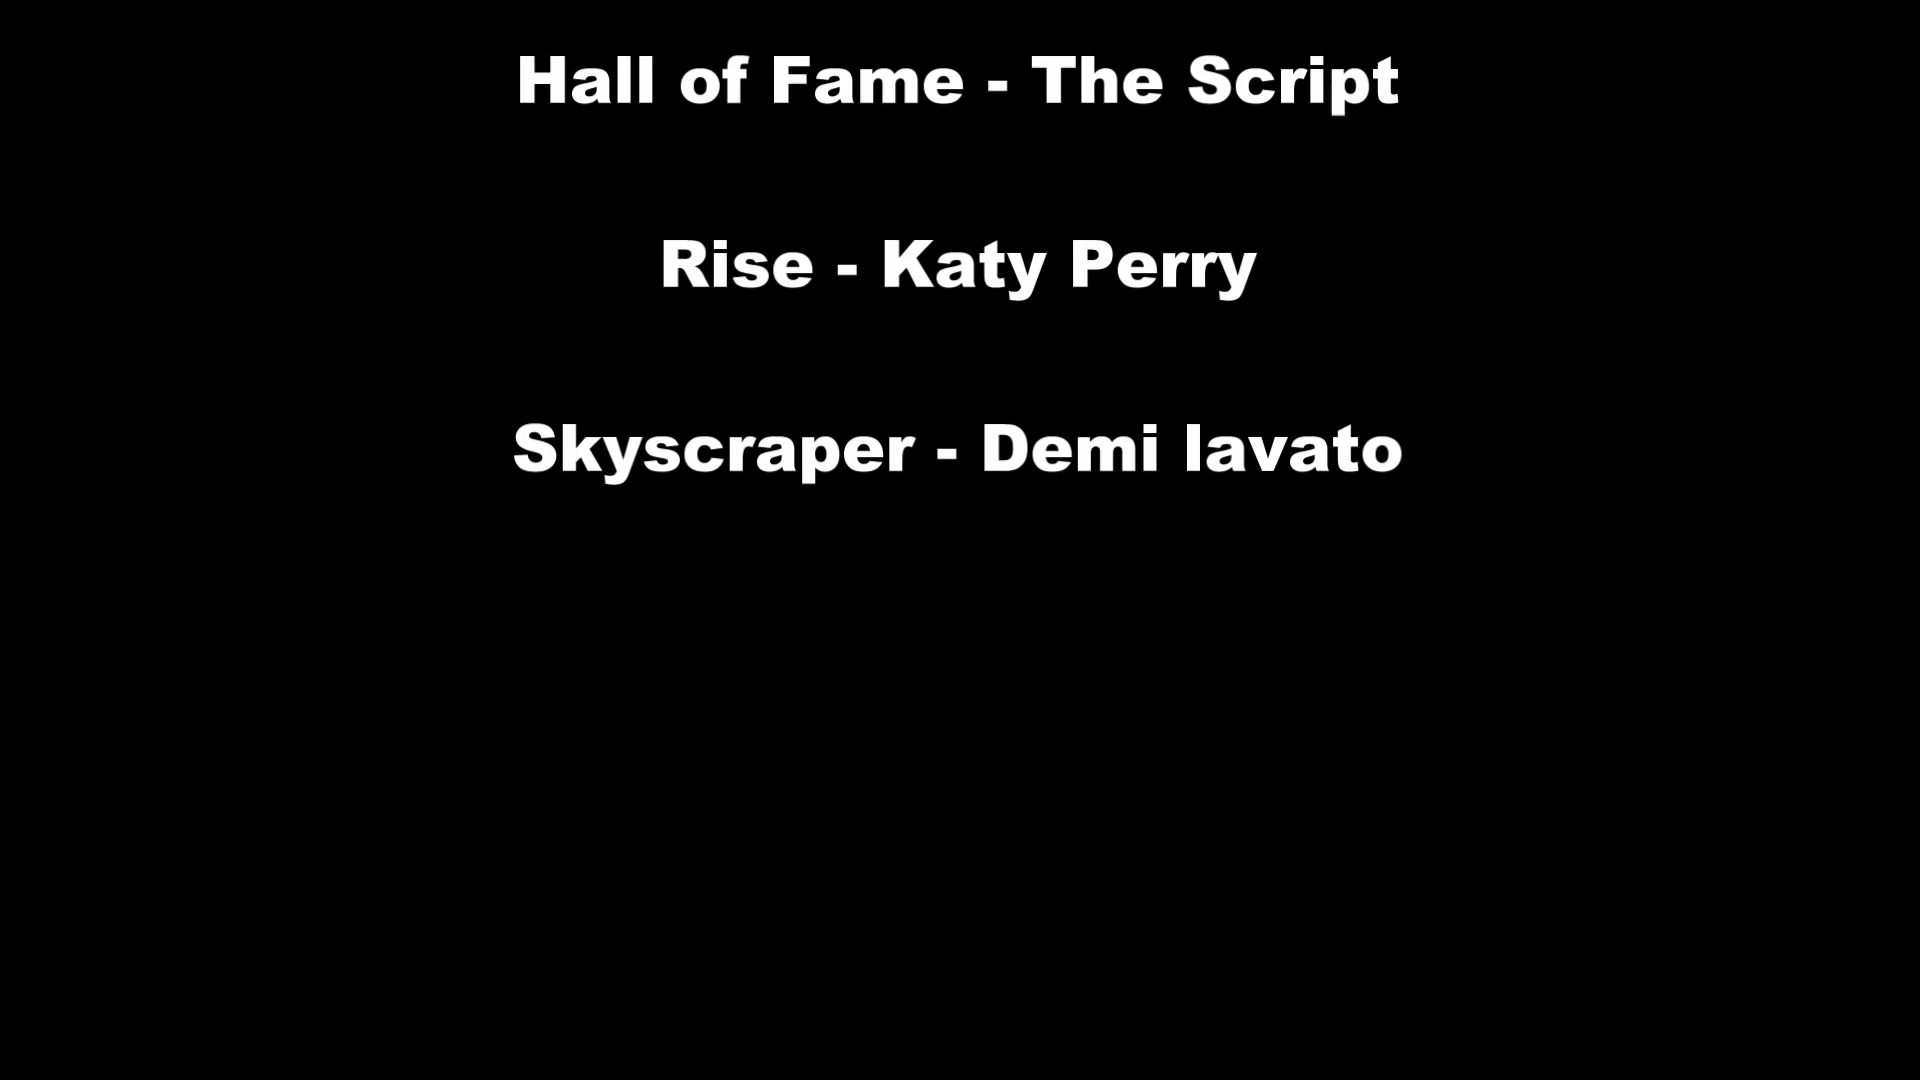 Hall of Fame - The Script
Rise - Katy Perry
Skyscraper - Demi lavato